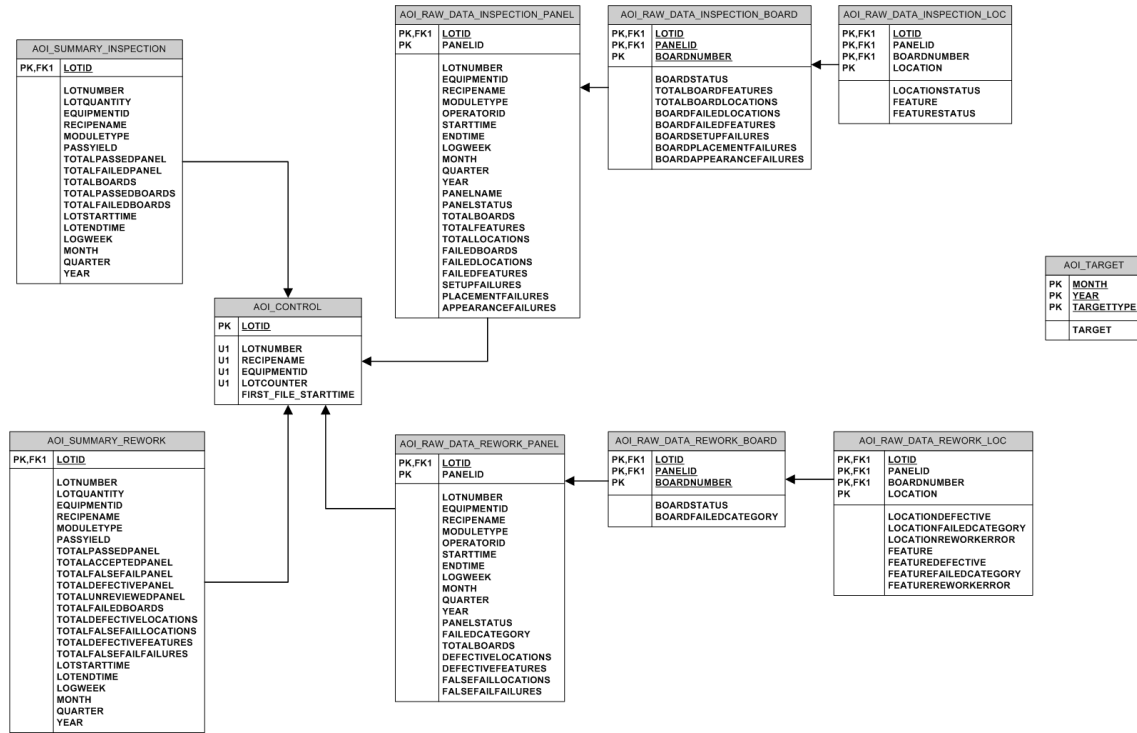 AOI_SUMMARY_INSPECTION
PK,FK1 LOTID
LOTNUMBER
LOTQUANTITY
EQUIPMENTID
RECIPENAME
MODULETYPE
PASSYIELD
TOTALPASSEDPANEL
TOTALFAILEDPANEL
TOTALBOARDS
TOTALPASSEDBOARDS
TOTALFAILEDBOARDS
LOTSTARTTIME
LOTENDTIME
LOGWEEK
MONTH
QUARTER
YEAR
AOI_RAW_DATA_INSPECTION_PANEL
PK,FK1 LOTID
PK PANELID
LOTNUMBER
EQUIPMENTID
RECIPENAME
MODULETYPE
OPERATORID
STARTTIME
ENDTIME
LOGWEEK
MONTH
QUARTER
YEAR
PANELNAME
PANELSTATUS
TOTALBOARDS
TOTALFEATURES
TOTALLOCATIONS
FAILEDBOARDS
FAILEDLOCATIONS
FAILEDFEATURES
SETUPFAILURES
PLACEMENTFAILURES
APPEARANCEFAILURES
AOI_RAW_DATA_INSPECTION_BOARD
PK,FK1 LOTID
PK,FK1 PANELID
PK BOARDNUMBER
BOARDSTATUS
TOTALBOARDFEATURES
TOTALBOARDLOCATIONS
BOARDFAILEDLOCATIONS
BOARDFAILEDFEATURES
BOARDSETUPFAILURES
BOARDPLACEMENTFAILURES
BOARDAPPEARANCEFAILURES
AOI_RAW_DATA_INSPECTION_LOC
PK,FK1 LOTID
PK,FK1 PANELID
PK,FK1 BOARDNUMBER
PK LOCATION
LOCATIONSTATUS
FEATURE
FEATURESTATUS
AOI_TARGET
PK MONTH
PK YEAR
PK TARGETTYPE
TARGET
AOI_CONTROL
PK LOTID
U1 LOTNUMBER
U1 RECIPENAME
U1 EQUIPMENTID
U1 LOTCOUNTER
FIRST_FILE_STARTTIME
AOI_SUMMARY_REWORK
PK,FK1 LOTID
LOTNUMBER
LOTQUANTITY
EQUIPMENTID
RECIPENAME
MODULETYPE
PASSYIELD
TOTALPASSEDPANEL
TOTALACCEPTEDPANEL
TOTALFALSEFAILPANEL
TOTALDEFECTIVEPANEL
TOTALUNREVIEWEDPANEL
TOTALFAILEDBOARDS
TOTALDEFECTIVELOCATIONS
TOTALFALSEFAILLOCATIONS
TOTALDEFECTIVEFEATURES
TOTALFALSEFAILFAILURES
LOTSTARTTIME
LOTENDTIME
LOGWEEK
MONTH
QUARTER
YEAR
AOI_RAW_DATA_REWORK_PANEL
PK,FK1 LOTID
PK PANELID
LOTNUMBER
EQUIPMENTID
RECIPENAME
MODULETYPE
OPERATORID
STARTTIME
ENDTIME
LOGWEEK
MONTH
QUARTER
YEAR
PANELSTATUS
FAILEDCATEGORY
TOTALBOARDS
DEFECTIVELOCATIONS
DEFECTIVEFEATURES
FALSEFAILLOCATIONS
FALSEFAILFAILURES
AOI_RAW_DATA_REWORK_BOARD
PK,FK1 LOTID
PK,FK1 PANELID
PK BOARDNUMBER
BOARDSTATUS
BOARDFAILEDCATEGORY
AOI_RAW_DATA_REWORK_LOC
PK,FK1 LOTID
PK,FK1 PANELID
PK,FK1 BOARDNUMBER
PK LOCATION
LOCATIONDEFECTIVE
LOCATIONFAILEDCATEGORY
LOCATIONREWORKERROR
FEATURE
FEATUREDEFECTIVE
FEATUREFAILEDCATEGORY
FEATUREREWORKERROR